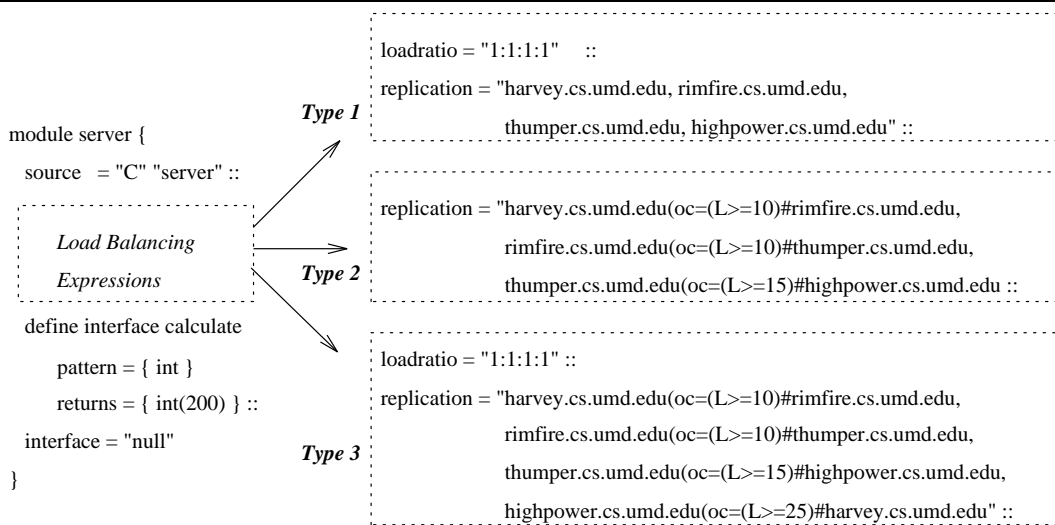 module server {
source = "C" "server" ::
Load Balancing
Expressions
define interface calculate
pattern = { int }
returns = { int(200) } ::
interface = "null"
}
Type 1
loadratio = "1:1:1:1" ::
replication = "harvey.cs.umd.edu, rimfire.cs.umd.edu,
thumper.cs.umd.edu, highpower.cs.umd.edu" ::
Type 2
replication = "harvey.cs.umd.edu(oc=(L>=10)#rimfire.cs.umd.edu,
rimfire.cs.umd.edu(oc=(L>=10)#thumper.cs.umd.edu,
thumper.cs.umd.edu(oc=(L>=15)#highpower.cs.umd.edu ::
Type 3
loadratio = "1:1:1:1" ::
replication = "harvey.cs.umd.edu(oc=(L>=10)#rimfire.cs.umd.edu,
rimfire.cs.umd.edu(oc=(L>=10)#thumper.cs.umd.edu,
thumper.cs.umd.edu(oc=(L>=15)#highpower.cs.umd.edu,
highpower.cs.umd.edu(oc=(L>=25)#harvey.cs.umd.edu" ::